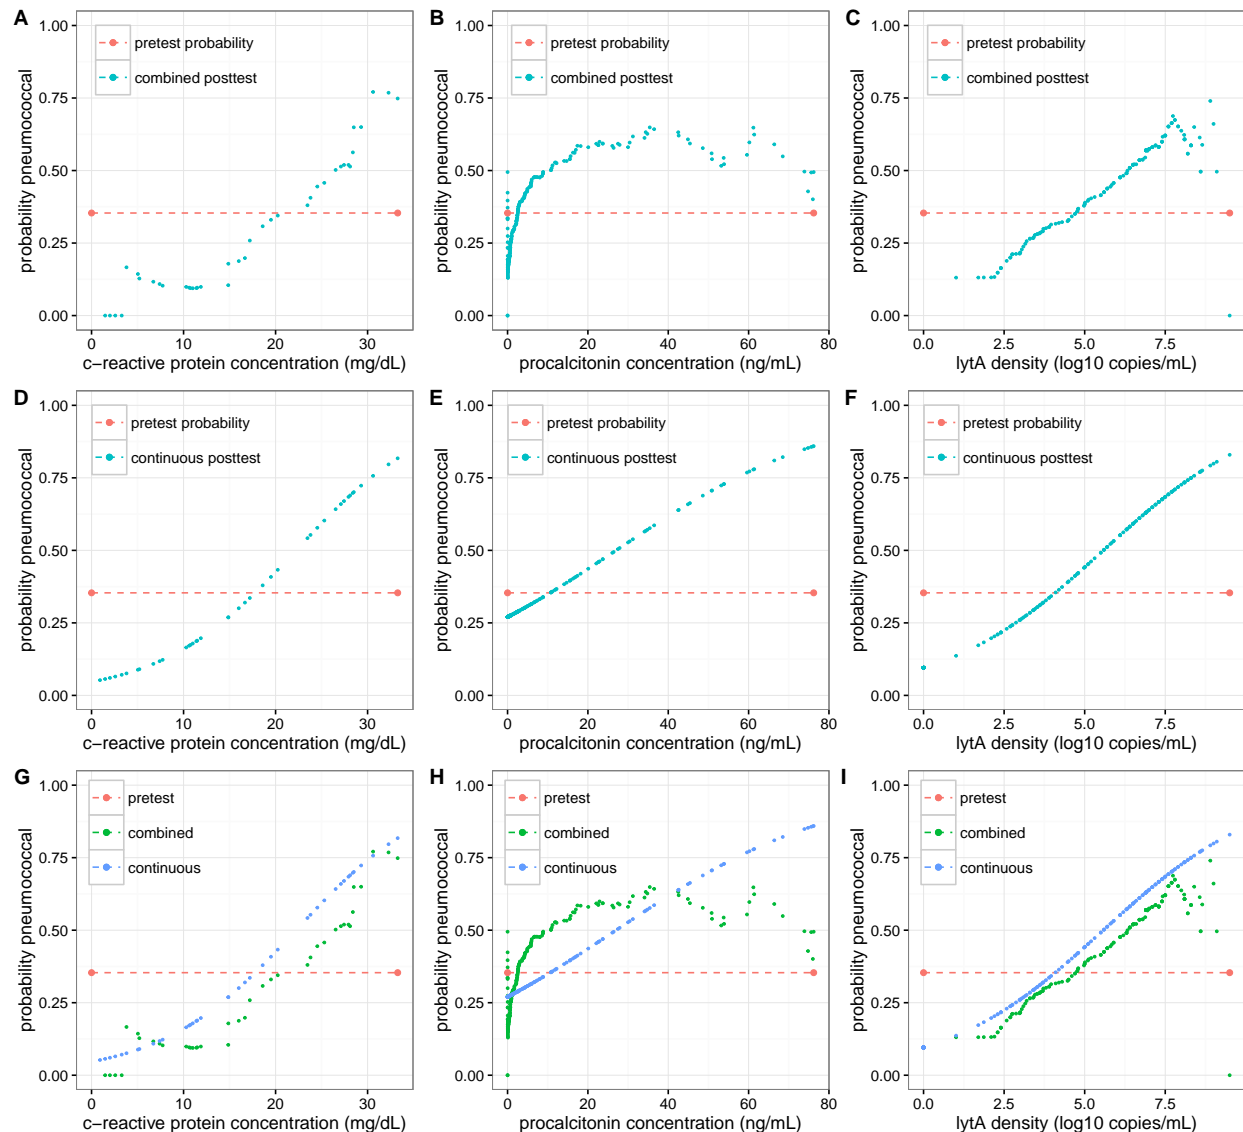 A
probability pneumococcal
1.00
0.75
0.50
0.25
0.00
pretest probability
combined posttest
0 10 20 30
c−reactive protein concentration (mg/dL)
B
probability pneumococcal
1.00
0.75
0.50
0.25
0.00
pretest probability
combined posttest
0 20 40 60 80
procalcitonin concentration (ng/mL)
C
probability pneumococcal
1.00
0.75
0.50
0.25
0.00
pretest probability
combined posttest
0.0 2.5 5.0 7.5
lytA density (log10 copies/mL)
D
probability pneumococcal
1.00
0.75
0.50
0.25
0.00
pretest probability
continuous posttest
0 10 20 30
c−reactive protein concentration (mg/dL)
E
probability pneumococcal
1.00
0.75
0.50
0.25
0.00
pretest probability
continuous posttest
0 20 40 60 80
procalcitonin concentration (ng/mL)
F
probability pneumococcal
1.00
0.75
0.50
0.25
0.00
pretest probability
continuous posttest
0.0 2.5 5.0 7.5
lytA density (log10 copies/mL)
G
probability pneumococcal
1.00
0.75
0.50
0.25
0.00
pretest
combined
continuous
0 10 20 30
c−reactive protein concentration (mg/dL)
H
probability pneumococcal
1.00
0.75
0.50
0.25
0.00
pretest
combined
continuous
0 20 40 60 80
procalcitonin concentration (ng/mL)
I
probability pneumococcal
1.00
0.75
0.50
0.25
0.00
pretest
combined
continuous
0.0 2.5 5.0 7.5
lytA density (log10 copies/mL)